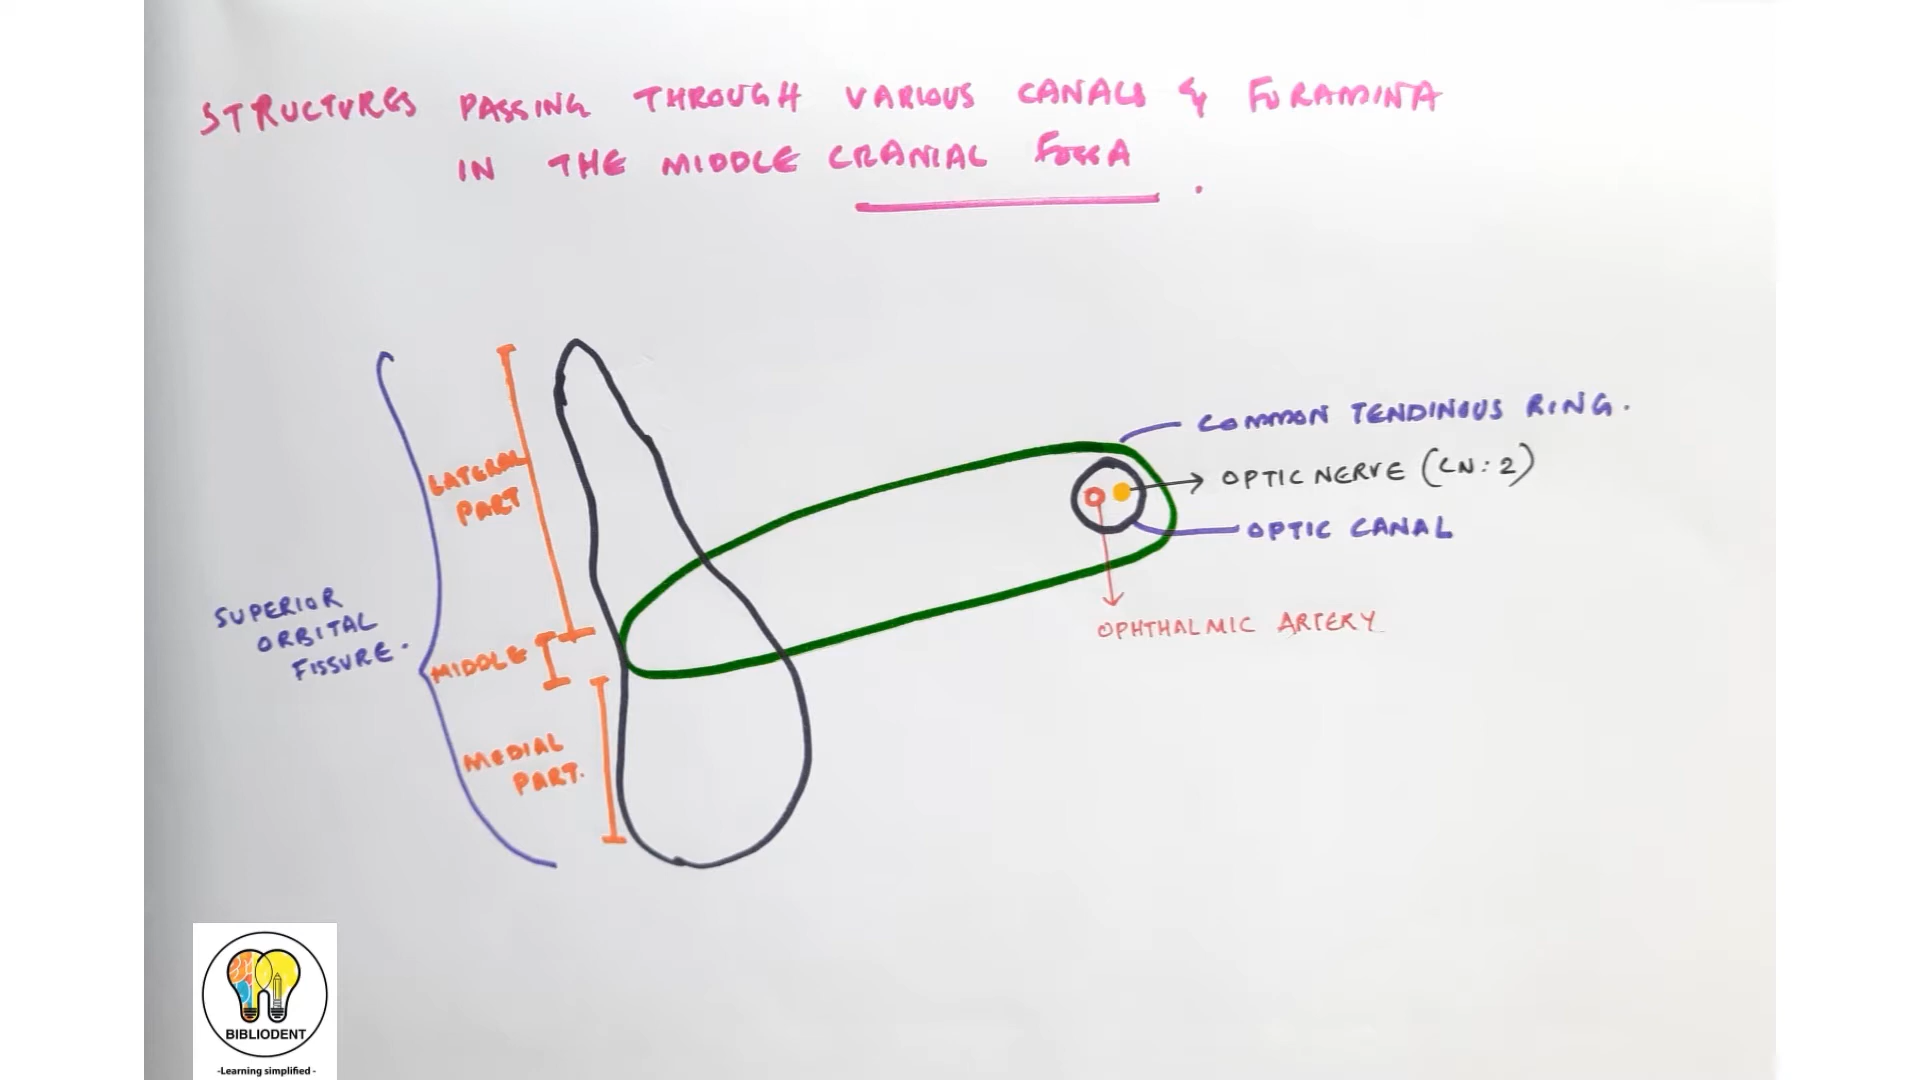 STRUCTURES PASSING THROUGH VARIOUS CANALS & FORAMINA
IN THE MIDDLE CRANIAL FOSSA.
COMMON TENDINOUS RING.
OPTIC NERVE (CN: 2)
OPTIC CANAL
OPHTHALMIC ARTERY
LATERAL
PART
SUPERIOR
ORBITAL
FISSURE.
MIDDLE
MEDIAL
PART.
BIBLIODENT
-Learning simplified-